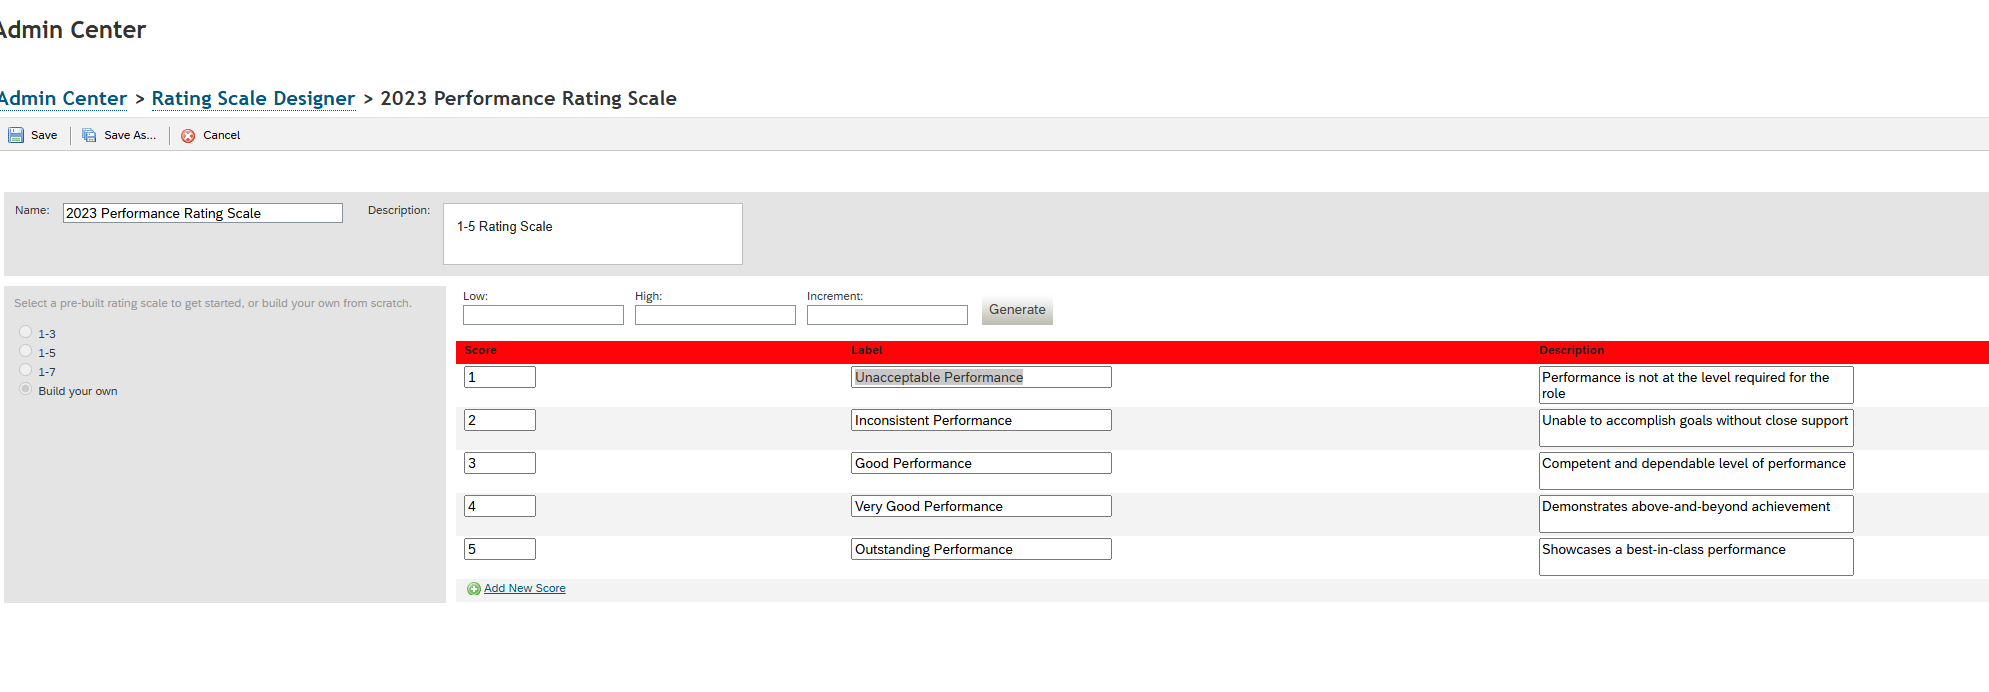 Admin Center
Admin Center > Rating Scale Designer > 2023 Performance Rating Scale
Save Save As... Cancel
Name: 2023 Performance Rating Scale Description: 1-5 Rating Scale
Select a pre-built rating scale to get started, or build your own from scratch.
1-3
1-5
1-7
Build your own
Low: High: Increment: Generate
Score Label Description
1 Unacceptable Performance Performance is not at the level required for the
role
2 Inconsistent Performance Unable to accomplish goals without close support
3 Good Performance Competent and dependable level of performance
4 Very Good Performance Demonstrates above-and-beyond achievement
5 Outstanding Performance Showcases a best-in-class performance
Add New Score